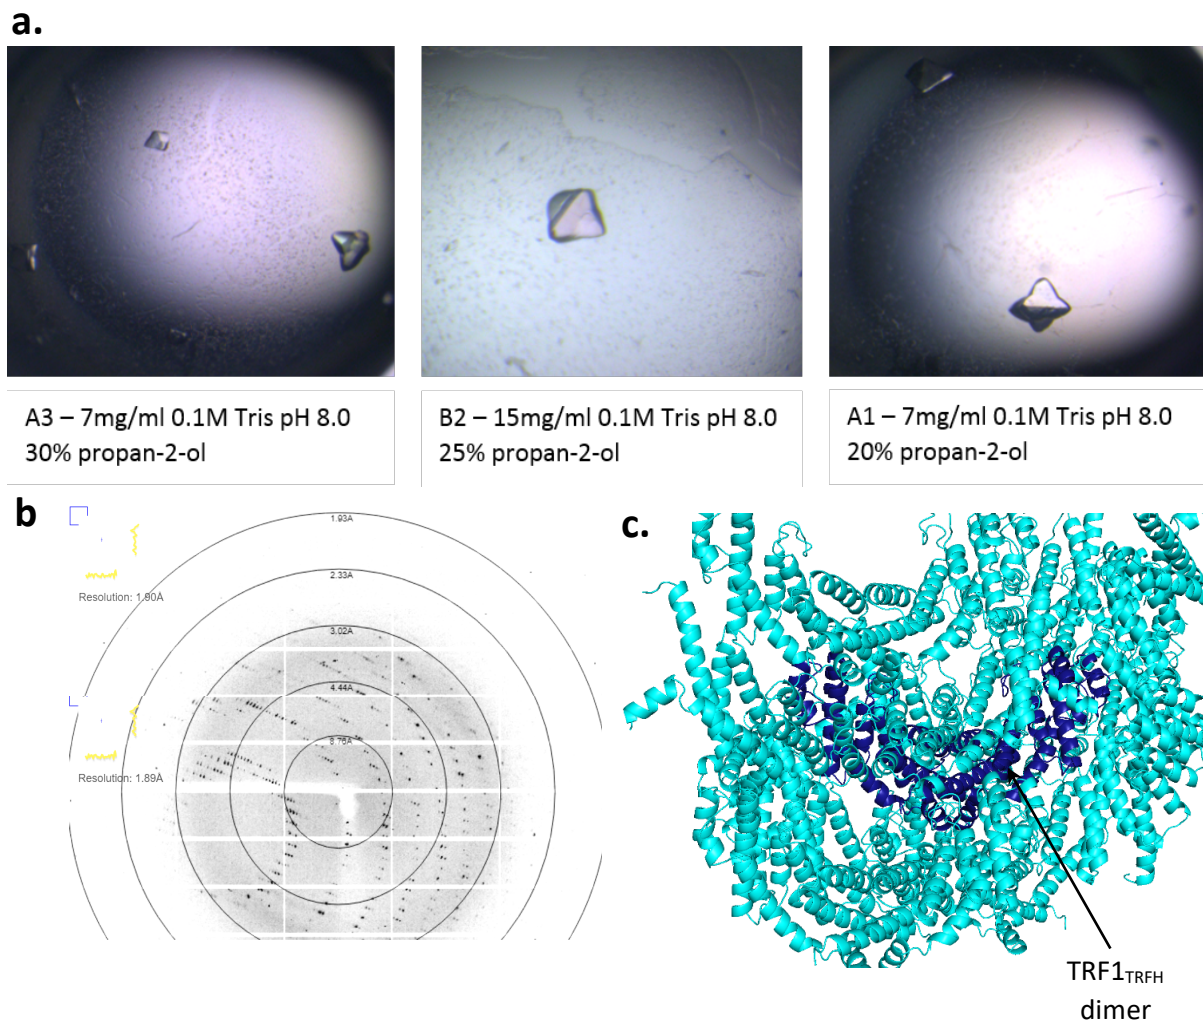 a.
A3 – 7mg/ml 0.1M Tris pH 8.0
30% propan-2-ol
B2 – 15mg/ml 0.1M Tris pH 8.0
25% propan-2-ol
A1 – 7mg/ml 0.1M Tris pH 8.0
20% propan-2-ol
b
1.93Å
2.33Å
3.02Å
4.44Å
8.76Å
Resolution: 1.90Å
Resolution: 1.89Å
c.
TRF1TRFH
dimer